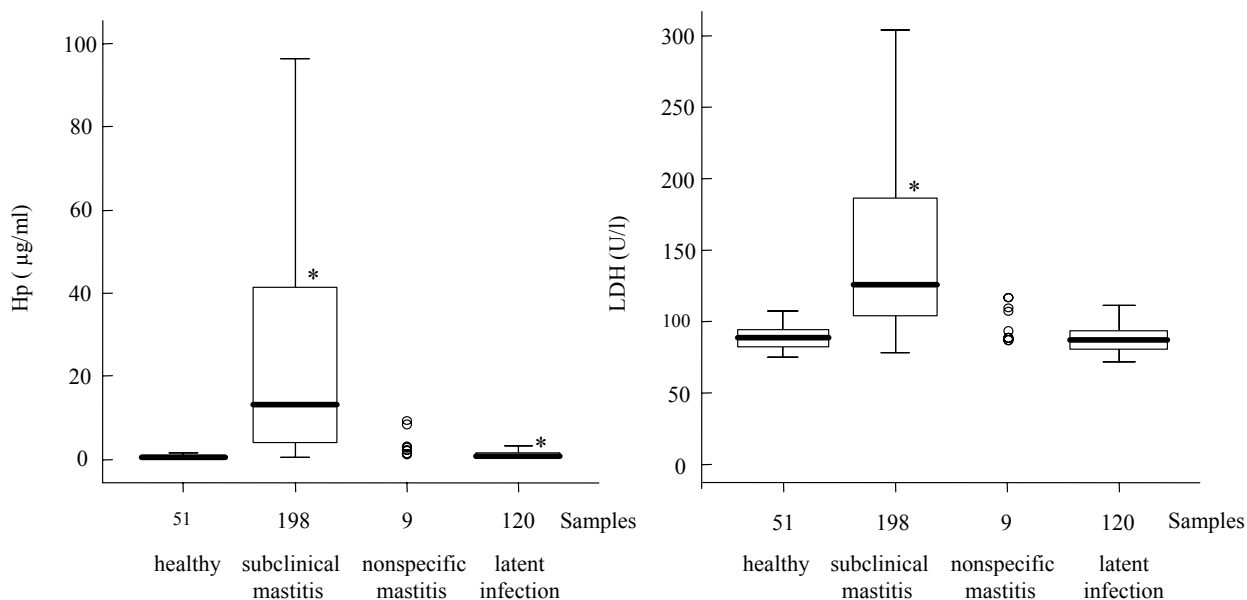 Hp ( µg/ml)
100
80
60
40
20
0
*
*
51 198 9 120 Samples
healthy subclinical mastitis nonspecific mastitis latent infection
LDH (U/l)
300
250
200
150
100
50
0
*
51 198 9 120 Samples
healthy subclinical mastitis nonspecific mastitis latent infection